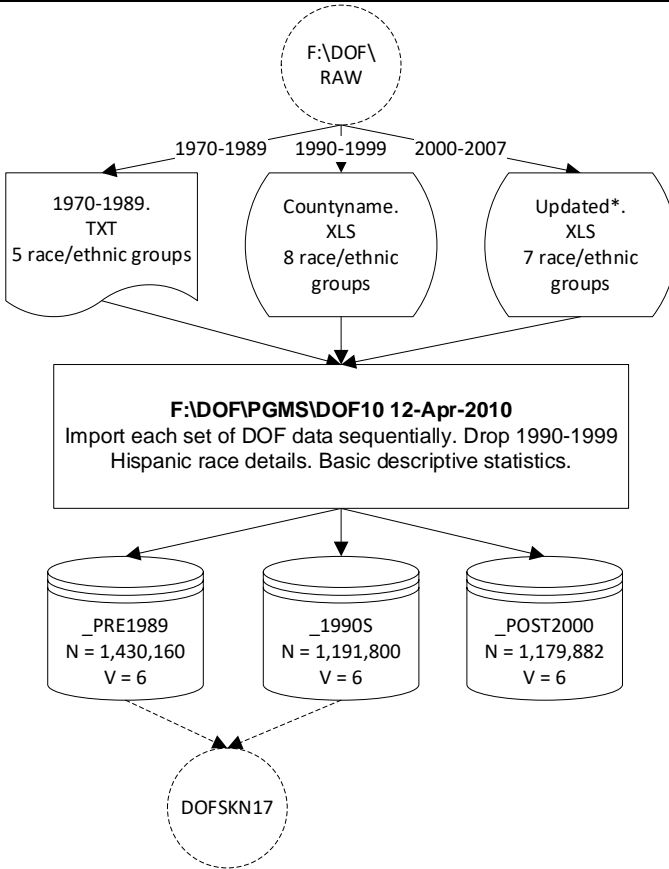 F:\DOF\
RAW
1970-1989
1990-1999
2000-2007
1970-1989.
TXT
5 race/ethnic groups
Countyname.
XLS
8 race/ethnic
groups
Updated*.
XLS
7 race/ethnic
groups
F:\DOF\PGMS\DOF10 12-Apr-2010
Import each set of DOF data sequentially. Drop 1990-1999
Hispanic race details. Basic descriptive statistics.
_PRE1989
N = 1,430,160
V = 6
_1990S
N = 1,191,800
V = 6
_POST2000
N = 1,179,882
V = 6
DOFSKN17